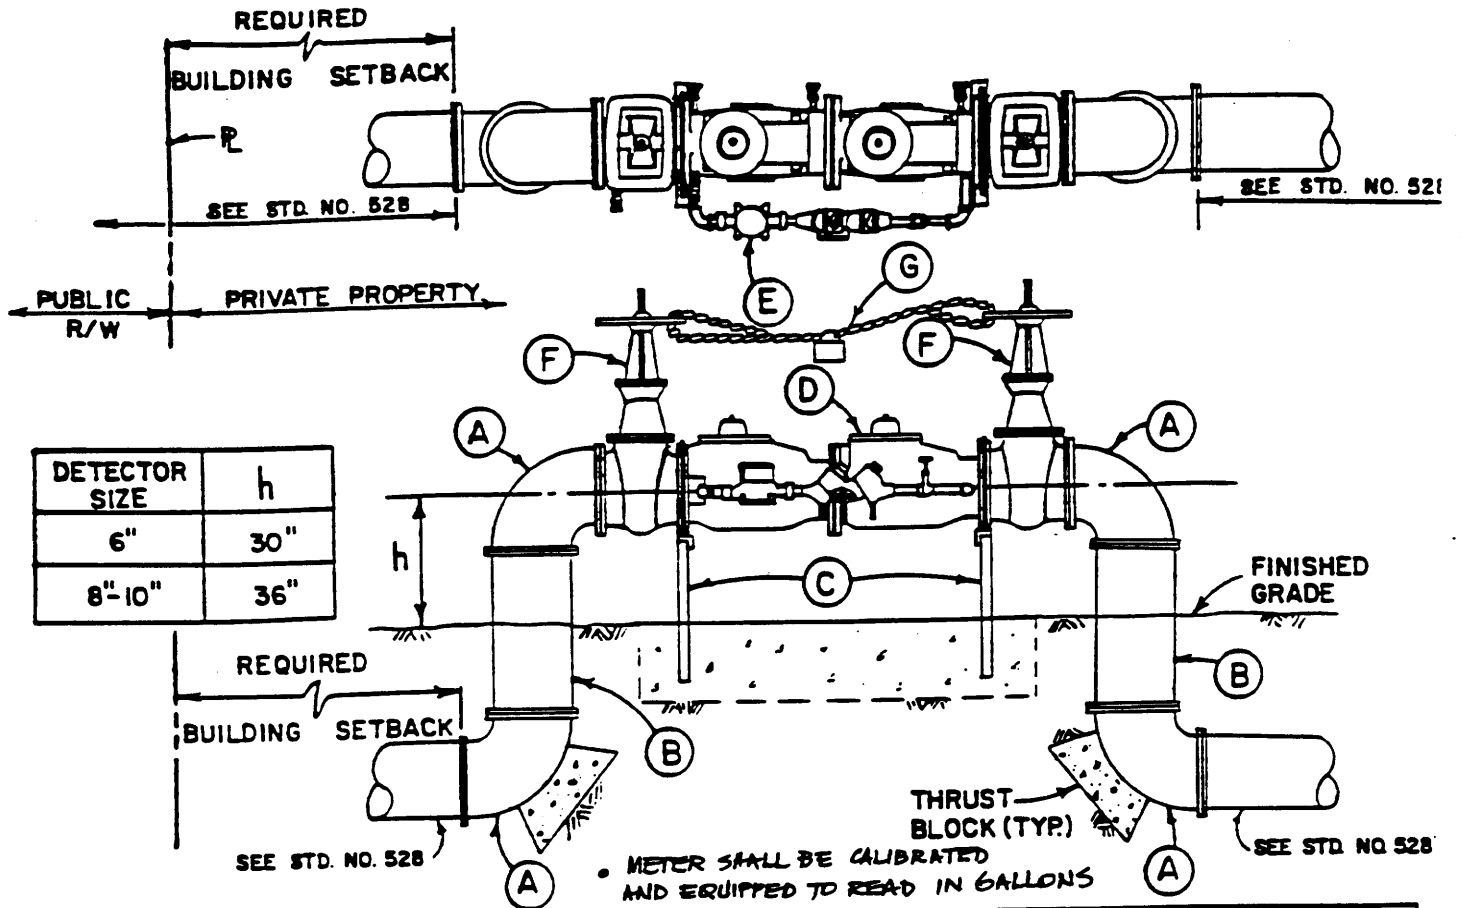 REQUIRED
BUILDING SETBACK
PL
SEE STD. NO. 528
SEE STD. NO. 528
PUBLIC
R/W
PRIVATE PROPERTY
E
G
F
F
D
A
A
DETECTOR
SIZE
h
6"
30"
8"-10"
36"
h
C
FINISHED
GRADE
REQUIRED
BUILDING SETBACK
B
B
THRUST
BLOCK (TYP.)
SEE STD. NO. 528
SEE STD. NO 528
A
A
• METER SHALL BE CALIBRATED
AND EQUIPPED TO READ IN GALLONS